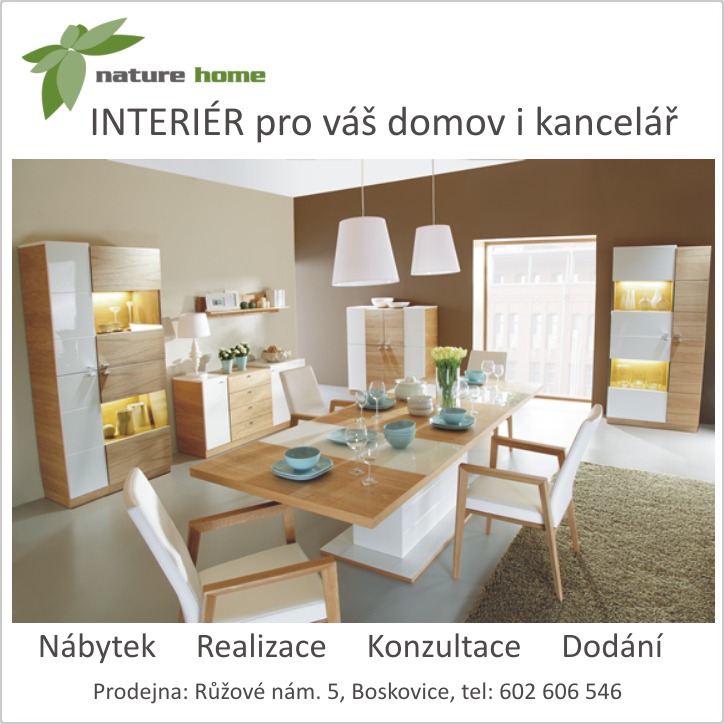 nature home
INTERIÉR pro váš domov i kancelář
Nábytek Realizace Konzultace Dodání
Prodejna: Růžové nám. 5, Boskovice, tel: 602 606 546